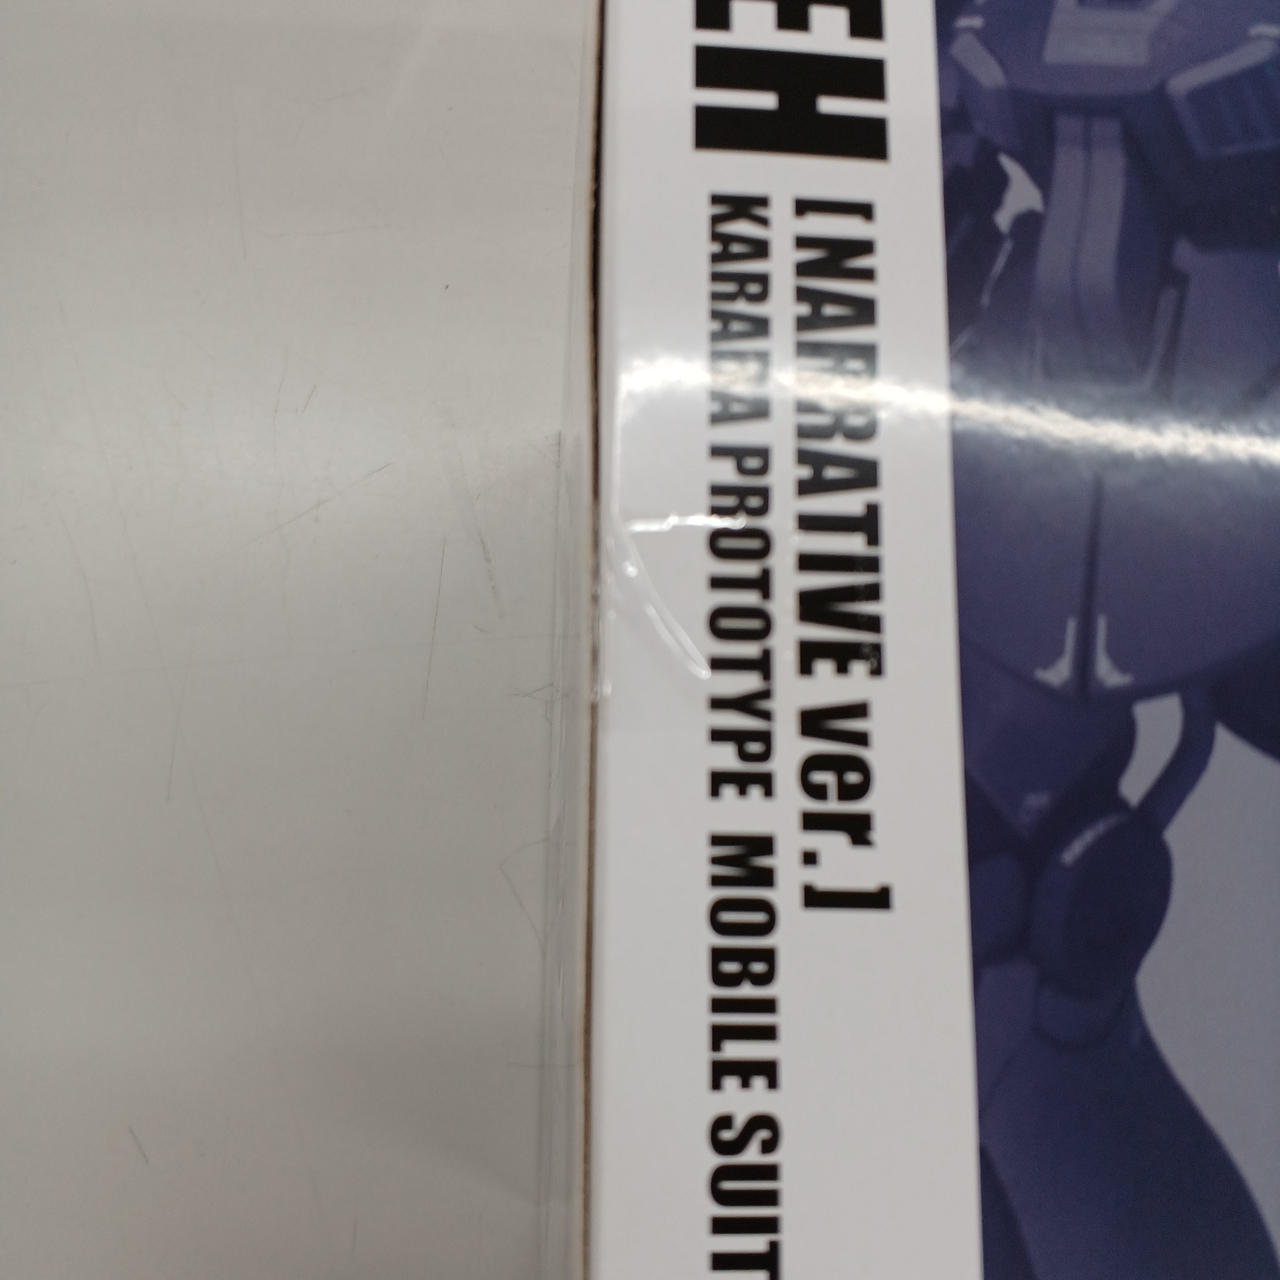 EH
[ NARRATIVE ver. ]
KARABA PROTOTYPE MOBILE SUIT